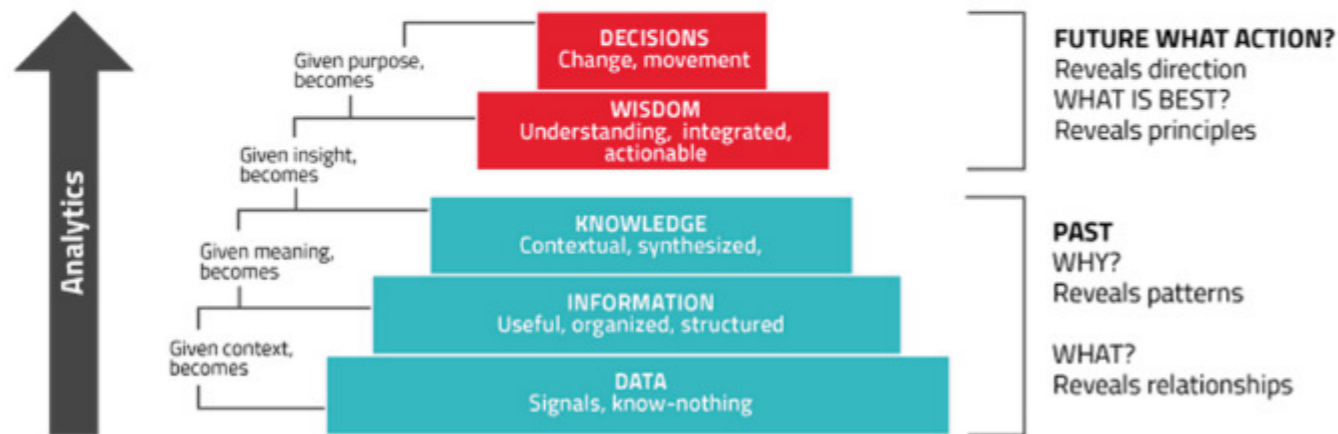 Analytics
Given purpose,
becomes
Given insight,
becomes
Given meaning,
becomes
Given context,
becomes
DECISIONS
Change, movement
WISDOM
Understanding, integrated,
actionable
KNOWLEDGE
Contextual, synthesized,
INFORMATION
Useful, organized, structured
DATA
Signals, know-nothing
FUTURE WHAT ACTION?
Reveals direction
WHAT IS BEST?
Reveals principles
PAST
WHY?
Reveals patterns
WHAT?
Reveals relationships